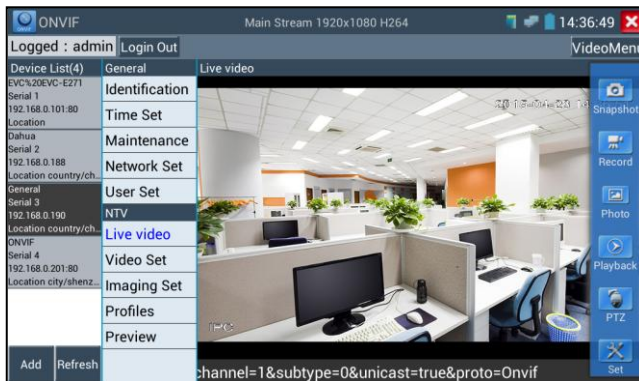 ONVIF
Main Stream 1920x1080 H264
14:36:49
Logged : admin
Login Out
VideoMenu
Device List(4)
EVC%20EVC-E271
Serial 1
192.168.0.101:80
Location
Dahua
Serial 2
192.168.0.188
Location country/ch...
General
Serial 3
192.168.0.190
Location country/ch...
ONVIF
Serial 4
192.168.0.201:80
Location city/shenz...
Add
Refresh
General
Identification
Time Set
Maintenance
Network Set
User Set
NTV
Live video
Video Set
Imaging Set
Profiles
Preview
Live video
IPC
channel=1&subtype=0&unicast=true&proto=Onvif
Snapshot
Record
Photo
Playback
PTZ
Set